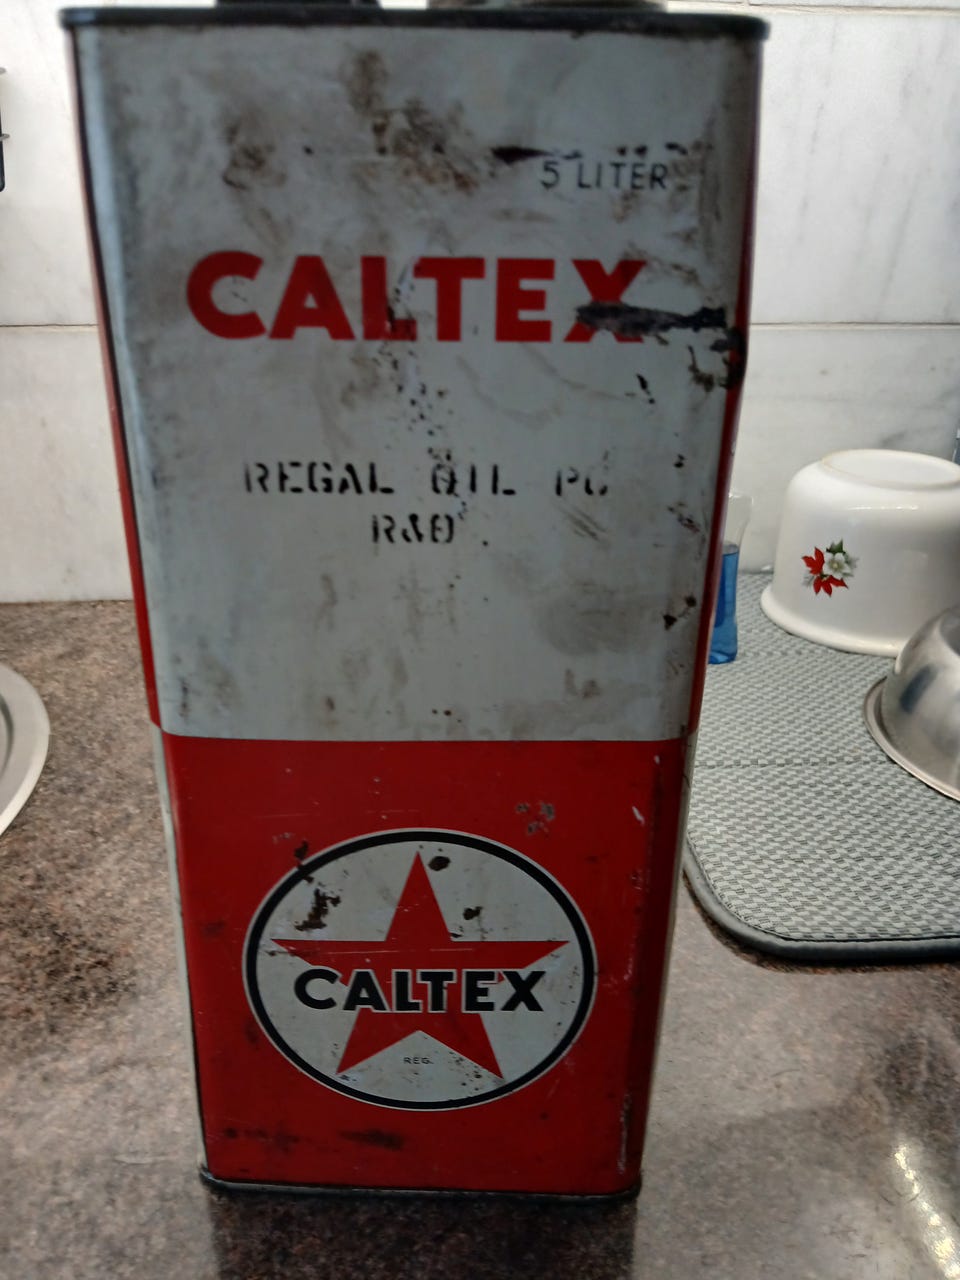 5 LITER
CALTEX
REGAL OIL PC
R&O
CALTEX
REG.